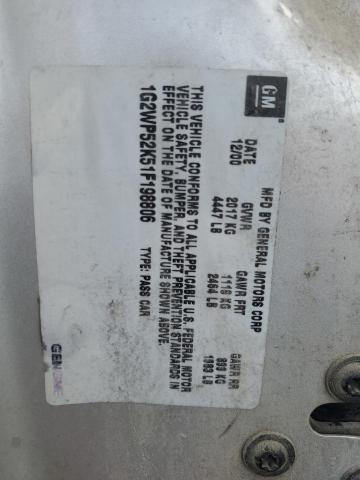 GM
MFD BY GENERAL MOTORS CORP
DATE GVWR GAWR FRT GAWR RR
12/00 2017 KG 1118 KG 899 KG
4447 LB 2464 LB 1983 LB
THIS VEHICLE CONFORMS TO ALL APPLICABLE U.S. FEDERAL MOTOR
VEHICLE SAFETY, BUMPER, AND THEFT PREVENTION STANDARDS IN
EFFECT ON THE DATE OF MANUFACTURE SHOWN ABOVE.
1G2WP52K51F198806 TYPE: PASS CAR